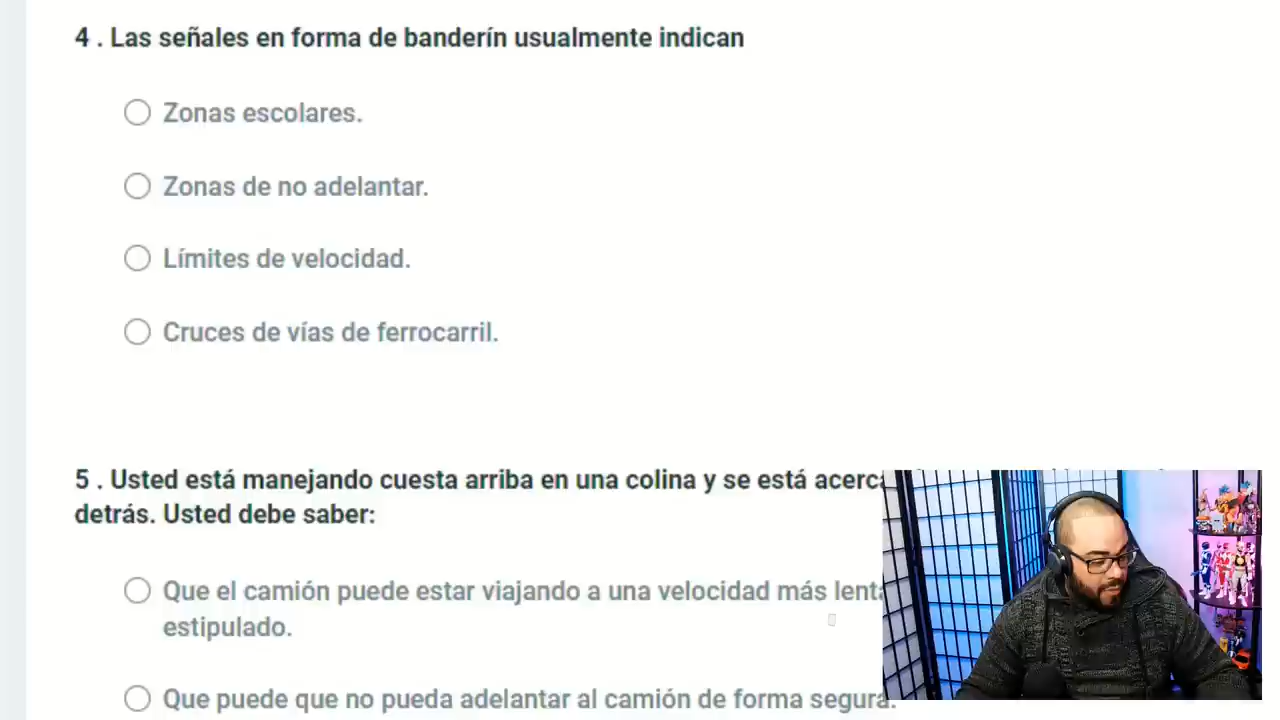 4 . Las señales en forma de banderín usualmente indican
Zonas escolares.
Zonas de no adelantar.
Límites de velocidad.
Cruces de vías de ferrocarril.
5 . Usted está manejando cuesta arriba en una colina y se está
detrás. Usted debe saber:
Que el camión puede estar viajando a una velocidad más
estipulado.
Que puede que no pueda adelantar al camión de forma segura.